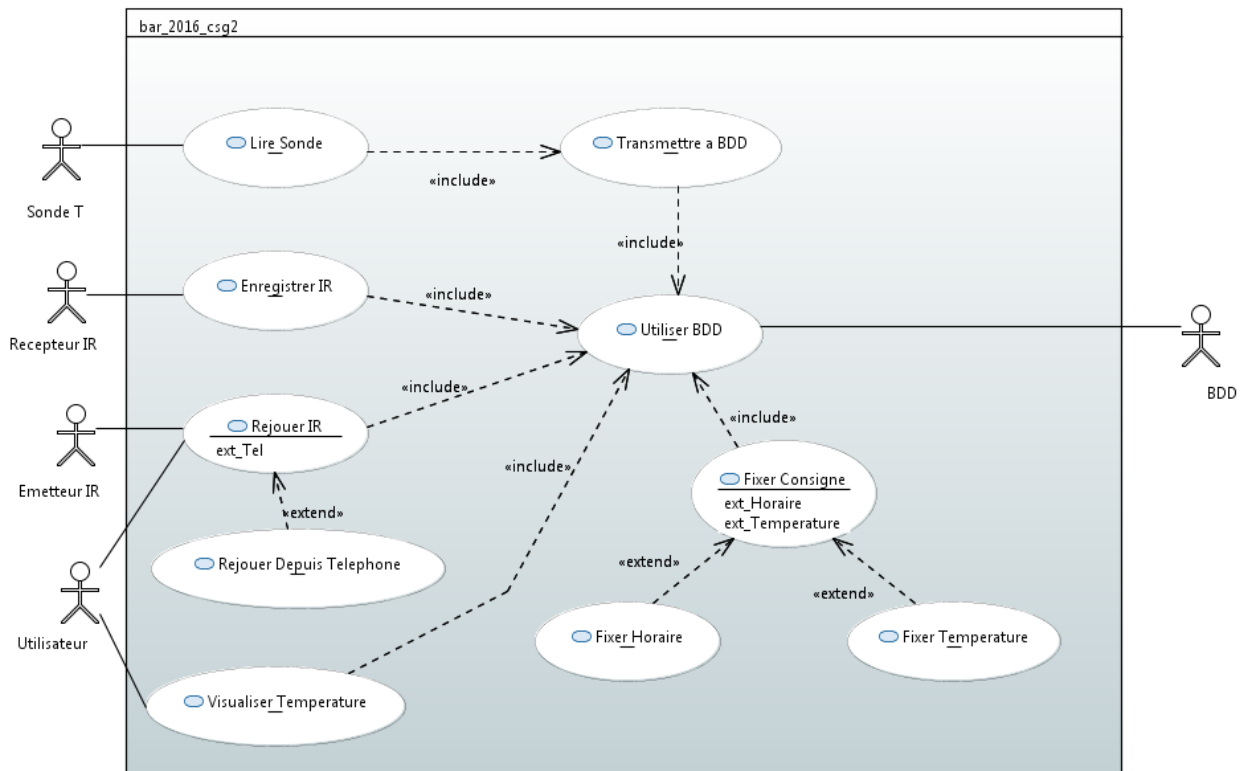 bar_2016_csg2
Lire Sonde
Transmettre a BDD
«include»
Sonde T
«include»
Enregistrer IR
«include»
Utiliser BDD
Recepteur IR
BDD
«include»
Rejouer IR
ext_Tel
«include»
Emetteur IR
«include»
Fixer Consigne
ext_Horaire
ext_Temperature
«extend»
Rejouer Depuis Telephone
«extend»
«extend»
Utilisateur
Fixer Horaire
Fixer Temperature
Visualiser Temperature